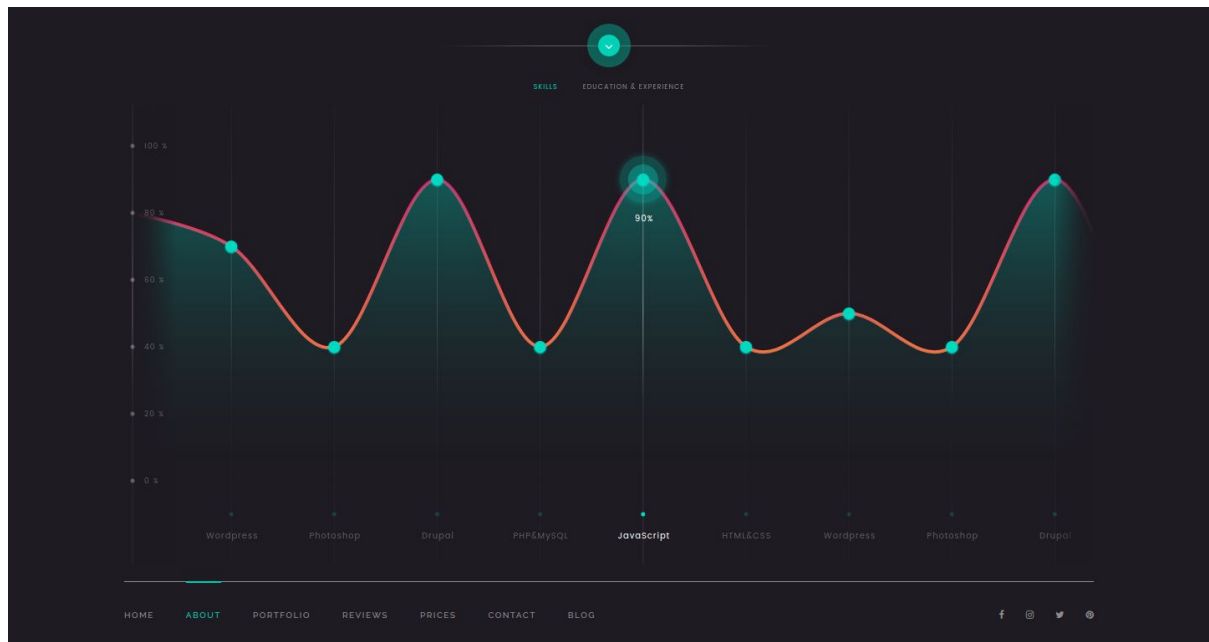 SKILLS EDUCATION & EXPERIENCE
100 %
80 %
90%
60 %
40 %
20 %
0 %
Wordpress Photoshop Drupal PHP&MySQL JavaScript HTML&CSS Wordpress Photoshop Drupal
HOME ABOUT PORTFOLIO REVIEWS PRICES CONTACT BLOG